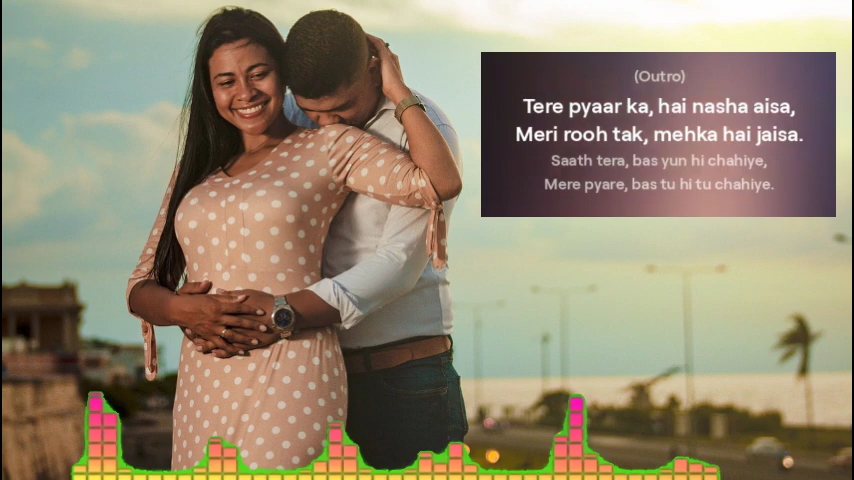 (Outro)
Tere pyaar ka, hai nasha aisa,
Meri rooh tak, mehka hai jaisa.
Saath tera, bas yun hi chahiye,
Mere pyare, bas tu hi tu chahiye.